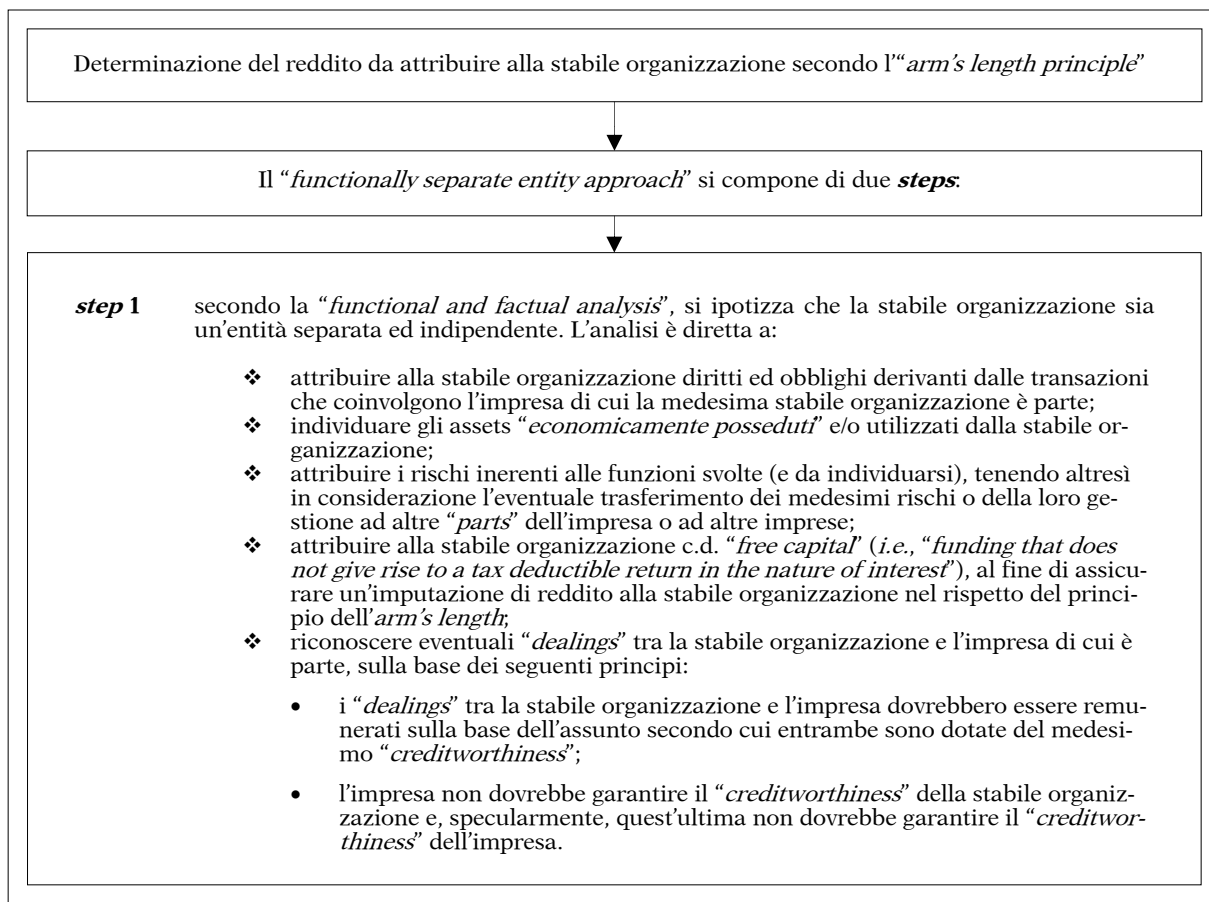 Determinazione del reddito da attribuire alla stabile organizzazione secondo l'“arm's length principle”
Il “functionally separate entity approach” si compone di due steps:
step 1 secondo la “functional and factual analysis”, si ipotizza che la stabile organizzazione sia
un'entità separata ed indipendente. L'analisi è diretta a:
❖ attribuire alla stabile organizzazione diritti ed obblighi derivanti dalle transazioni
che coinvolgono l'impresa di cui la medesima stabile organizzazione è parte;
❖ individuare gli assets “economicamente posseduti” e/o utilizzati dalla stabile or-
ganizzazione;
❖ attribuire i rischi inerenti alle funzioni svolte (e da individuarsi), tenendo altresì
in considerazione l'eventuale trasferimento dei medesimi rischi o della loro ge-
stione ad altre “parts” dell'impresa o ad altre imprese;
❖ attribuire alla stabile organizzazione c.d. “free capital” (i.e., “funding that does
not give rise to a tax deductible return in the nature of interest”), al fine di assicu-
rare un'imputazione di reddito alla stabile organizzazione nel rispetto del princi-
pio dell'arm's length;
❖ riconoscere eventuali “dealings” tra la stabile organizzazione e l'impresa di cui è
parte, sulla base dei seguenti principi:
• i “dealings” tra la stabile organizzazione e l'impresa dovrebbero essere remu-
nerati sulla base dell'assunto secondo cui entrambe sono dotate del medesi-
mo “creditworthiness”;
• l'impresa non dovrebbe garantire il “creditworthiness” della stabile organiz-
zazione e, specularmente, quest'ultima non dovrebbe garantire il “creditwor-
thiness” dell'impresa.